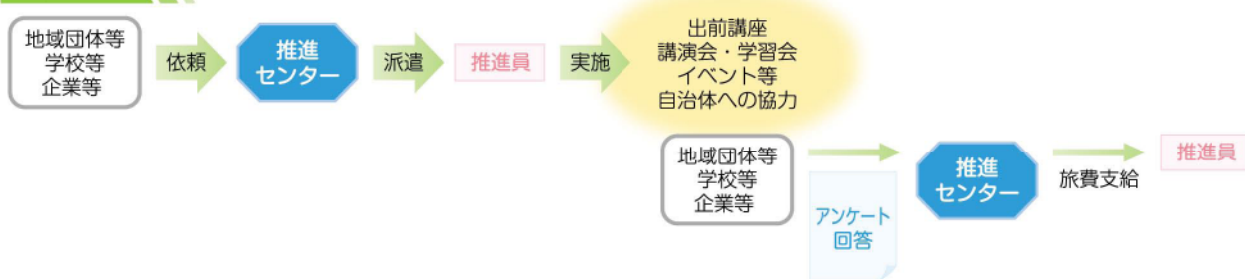 地域団体等
学校等
企業等
依頼
推進
センター
派遣
推進員
実施
出前講座
講演会・学習会
イベント等
自治体への協力
地域団体等
学校等
企業等
アンケート
回答
推進
センター
旅費支給
推進員